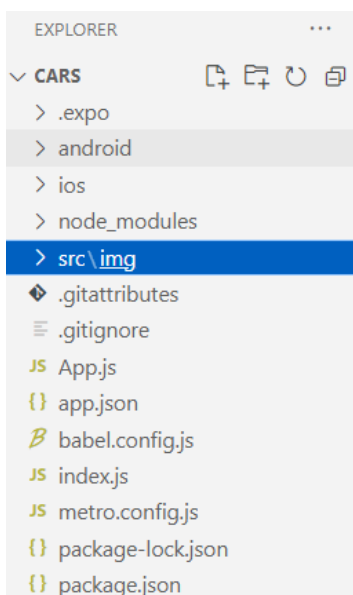 EXPLORER ...
CARS
.expo
android
ios
node_modules
src\img
.gitattributes
.gitignore
JS App.js
{} app.json
B babel.config.js
JS index.js
JS metro.config.js
{} package-lock.json
{} package.json